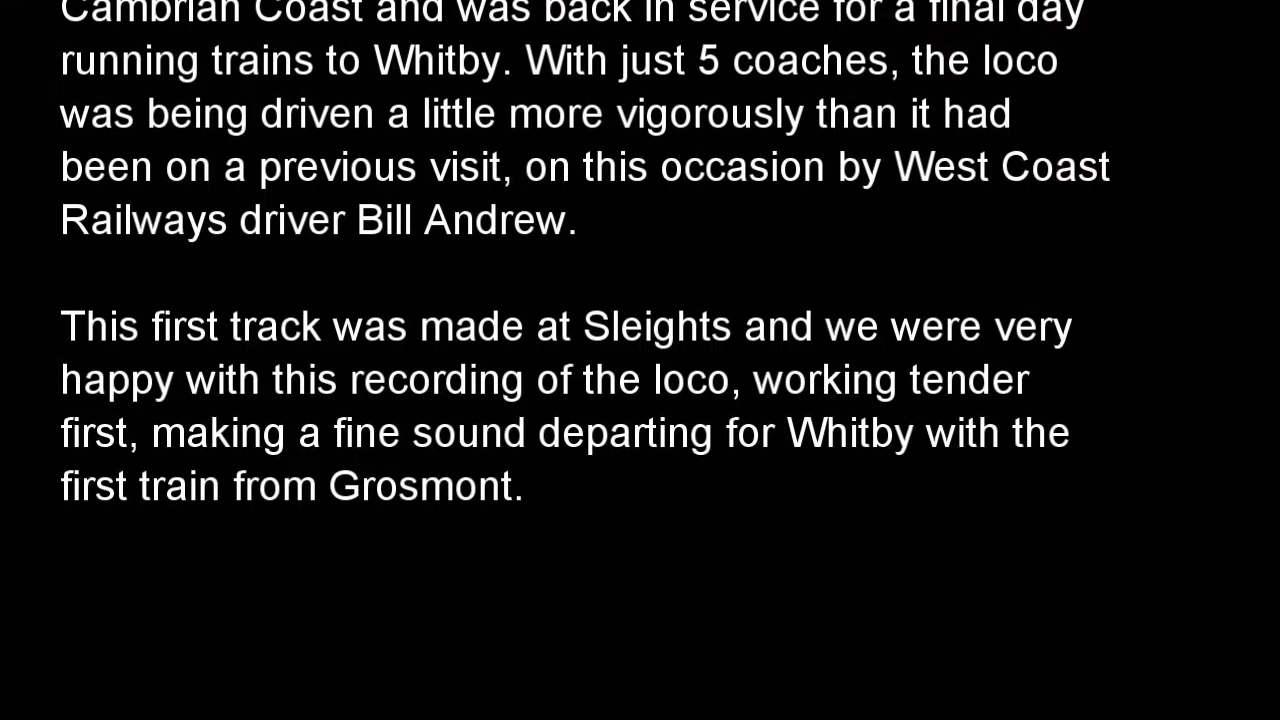 Cambrian Coast and was back in service for a final day
running trains to Whitby. With just 5 coaches, the loco
was being driven a little more vigorously than it had
been on a previous visit, on this occasion by West Coast
Railways driver Bill Andrew.
This first track was made at Sleights and we were very
happy with this recording of the loco, working tender
first, making a fine sound departing for Whitby with the
first train from Grosmont.